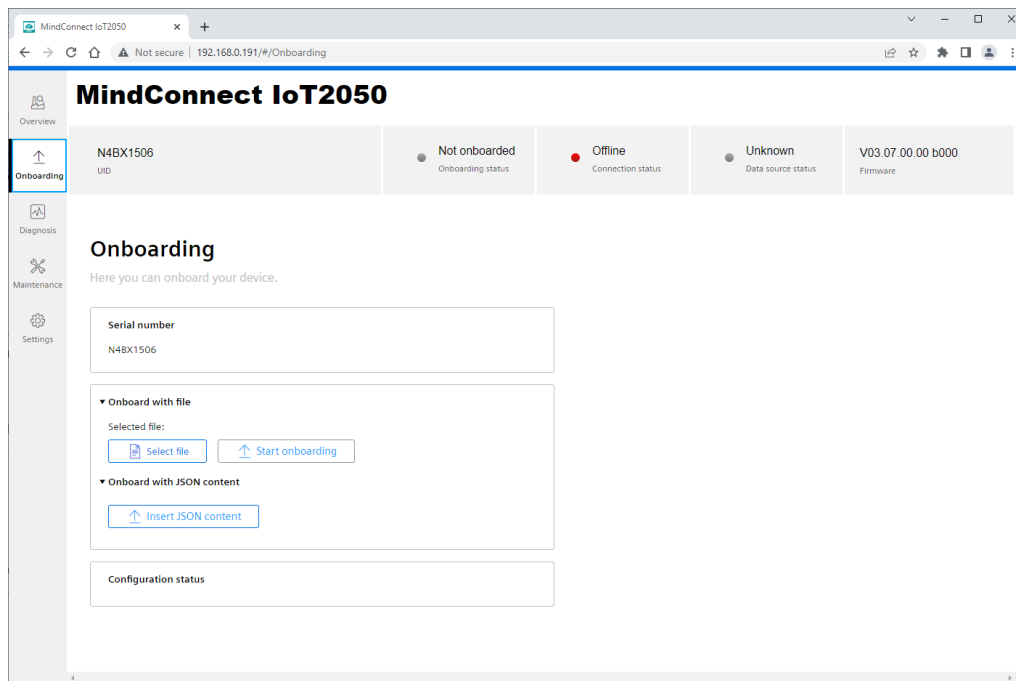 MindConnect IoT2050
Not secure | 192.168.0.191/#/Onboarding
MindConnect IoT2050
Overview
Onboarding
Diagnosis
Maintenance
Settings
N4BX1506
UID
Not onboarded
Onboarding status
Offline
Connection status
Unknown
Data source status
V03.07.00.00 b000
Firmware
Onboarding
Here you can onboard your device.
Serial number
N4BX1506
Onboard with file
Selected file:
Select file
Start onboarding
Onboard with JSON content
Insert JSON content
Configuration status